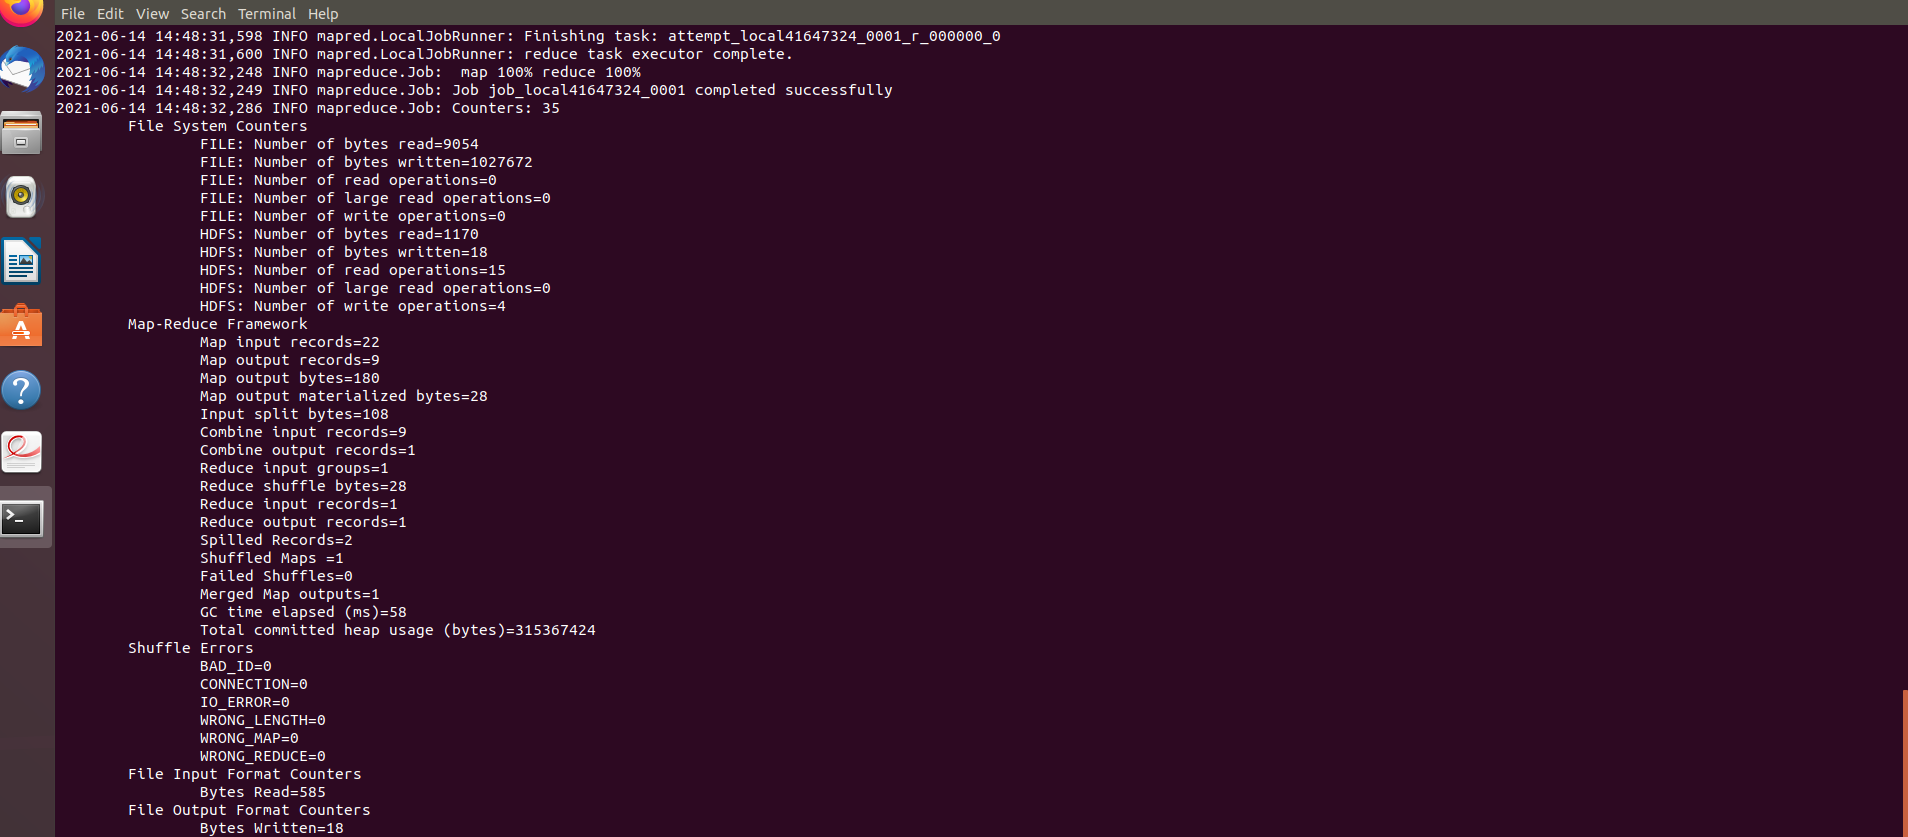 File Edit View Search Terminal Help
2021-06-14 14:48:31,598 INFO mapred.LocalJobRunner: Finishing task: attempt_local41647324_0001_r_000000_0
2021-06-14 14:48:31,600 INFO mapred.LocalJobRunner: reduce task executor complete.
2021-06-14 14:48:32,248 INFO mapreduce.Job:  map 100% reduce 100%
2021-06-14 14:48:32,249 INFO mapreduce.Job: Job job_local41647324_0001 completed successfully
2021-06-14 14:48:32,286 INFO mapreduce.Job: Counters: 35
File System Counters
FILE: Number of bytes read=9054
FILE: Number of bytes written=1027672
FILE: Number of read operations=0
FILE: Number of large read operations=0
FILE: Number of write operations=0
HDFS: Number of bytes read=1170
HDFS: Number of bytes written=18
HDFS: Number of read operations=15
HDFS: Number of large read operations=0
HDFS: Number of write operations=4
Map-Reduce Framework
Map input records=22
Map output records=9
Map output bytes=180
Map output materialized bytes=28
Input split bytes=108
Combine input records=9
Combine output records=1
Reduce input groups=1
Reduce shuffle bytes=28
Reduce input records=1
Reduce output records=1
Spilled Records=2
Shuffled Maps =1
Failed Shuffles=0
Merged Map outputs=1
GC time elapsed (ms)=58
Total committed heap usage (bytes)=315367424
Shuffle Errors
BAD_ID=0
CONNECTION=0
IO_ERROR=0
WRONG_LENGTH=0
WRONG_MAP=0
WRONG_REDUCE=0
File Input Format Counters
Bytes Read=585
File Output Format Counters
Bytes Written=18